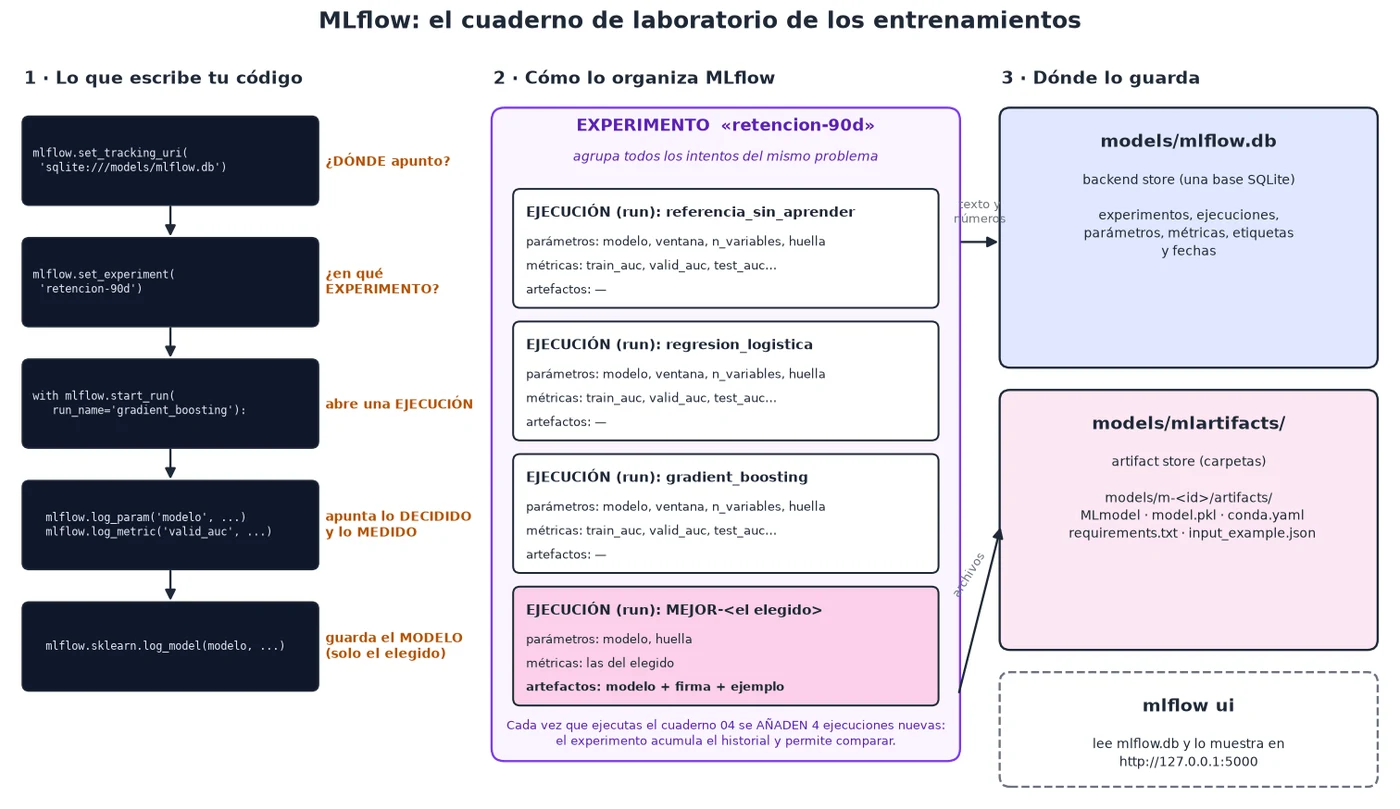 MLflow: el cuaderno de laboratorio de los entrenamientos
1 · Lo que escribe tu código
mlflow.set_tracking_uri(
'sqlite:///models/mlflow.db')
¿DÓNDE apunto?
mlflow.set_experiment(
'retencion-90d')
¿en qué
EXPERIMENTO?
with mlflow.start_run(
run_name='gradient_boosting'):
abre una EJECUCIÓN
mlflow.log_param('modelo', ...)
mlflow.log_metric('valid_auc', ...)
apunta lo DECIDIDO
y lo MEDIDO
mlflow.sklearn.log_model(modelo, ...)
guarda el MODELO
(solo el elegido)
2 · Cómo lo organiza MLflow
EXPERIMENTO «retencion-90d»
agrupa todos los intentos del mismo problema
EJECUCIÓN (run): referencia_sin_aprender
parámetros: modelo, ventana, n_variables, huella
métricas: train_auc, valid_auc, test_auc...
artefactos: —
EJECUCIÓN (run): regresion_logistica
parámetros: modelo, ventana, n_variables, huella
métricas: train_auc, valid_auc, test_auc...
artefactos: —
EJECUCIÓN (run): gradient_boosting
parámetros: modelo, ventana, n_variables, huella
métricas: train_auc, valid_auc, test_auc...
artefactos: —
EJECUCIÓN (run): MEJOR-<el elegido>
parámetros: modelo, huella
métricas: las del elegido
artefactos: modelo + firma + ejemplo
Cada vez que ejecutas el cuaderno 04 se AÑADEN 4 ejecuciones nuevas:
el experimento acumula el historial y permite comparar.
texto y
números
archivos
3 · Dónde lo guarda
models/mlflow.db
backend store (una base SQLite)
experimentos, ejecuciones,
parámetros, métricas, etiquetas
y fechas
models/mlartifacts/
artifact store (carpetas)
models/m-<id>/artifacts/
MLmodel · model.pkl · conda.yaml
requirements.txt · input_example.json
mlflow ui
lee mlflow.db y lo muestra en
http://127.0.0.1:5000